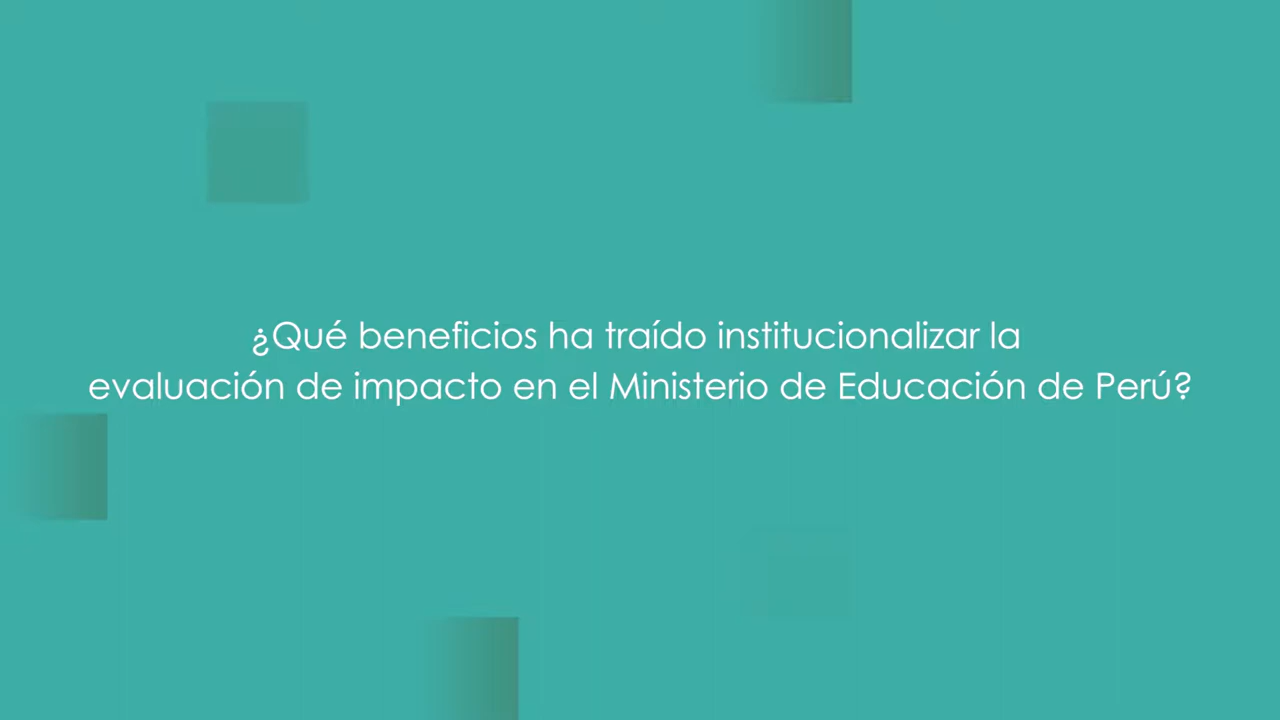 ¿Qué beneficios ha traído institucionalizar la
evaluación de impacto en el Ministerio de Educación de Perú?